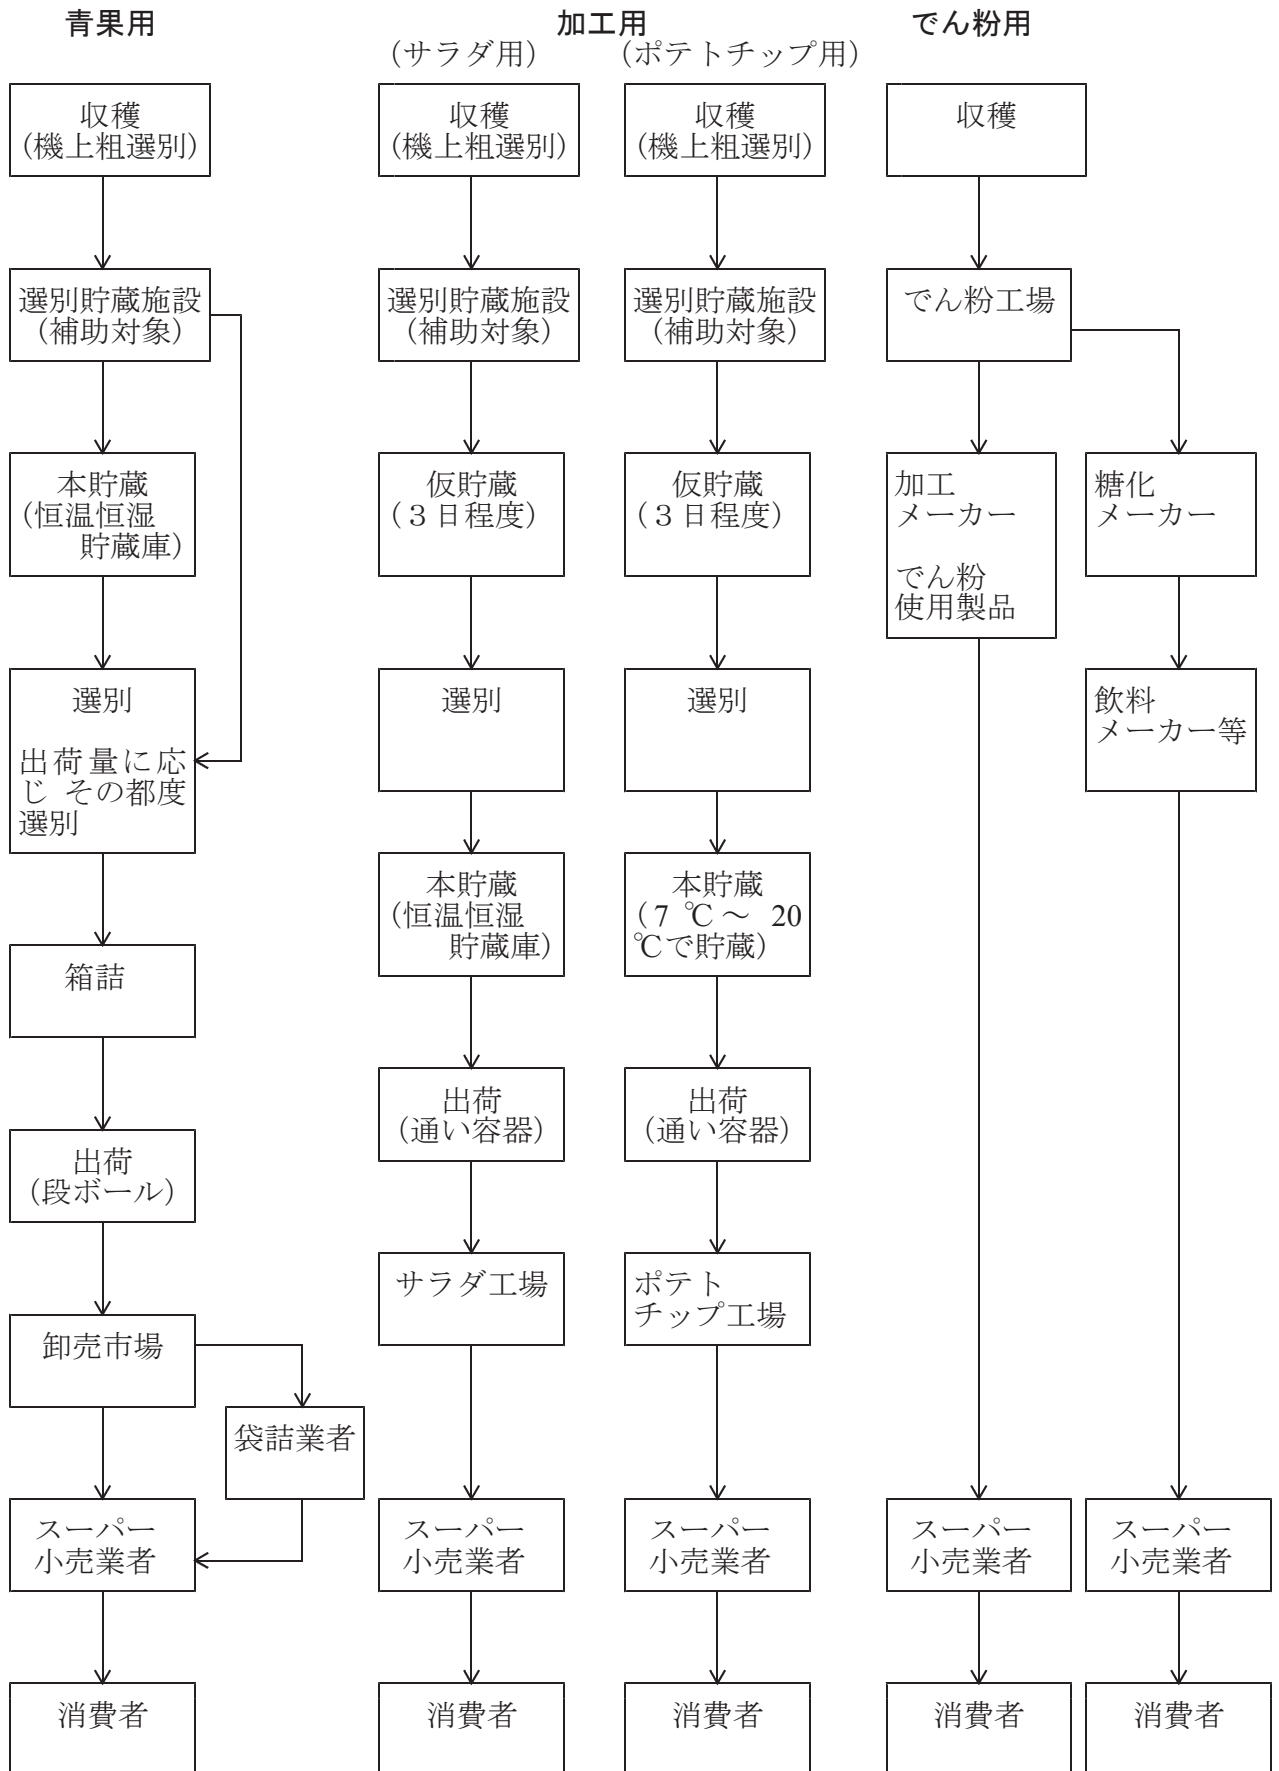 青果用
収穫
(機上粗選別)
選別貯蔵施設
(補助対象)
本貯蔵
(恒温恒湿
貯蔵庫)
選別
出荷量に応
じ その都度
選別
箱詰
出荷
(段ボール)
卸売市場
袋詰業者
スーパー
小売業者
消費者
加工用
(サラダ用)
収穫
(機上粗選別)
選別貯蔵施設
(補助対象)
仮貯蔵
(3日程度)
選別
本貯蔵
(恒温恒湿
貯蔵庫)
出荷
(通い容器)
サラダ工場
スーパー
小売業者
消費者
(ポテトチップ用)
収穫
(機上粗選別)
選別貯蔵施設
(補助対象)
仮貯蔵
(3日程度)
選別
本貯蔵
(7 ℃～ 20
℃で貯蔵)
出荷
(通い容器)
ポテト
チップ工場
スーパー
小売業者
消費者
でん粉用
収穫
でん粉工場
加工
メーカー
でん粉
使用製品
スーパー
小売業者
消費者
糖化
メーカー
飲料
メーカー等
スーパー
小売業者
消費者